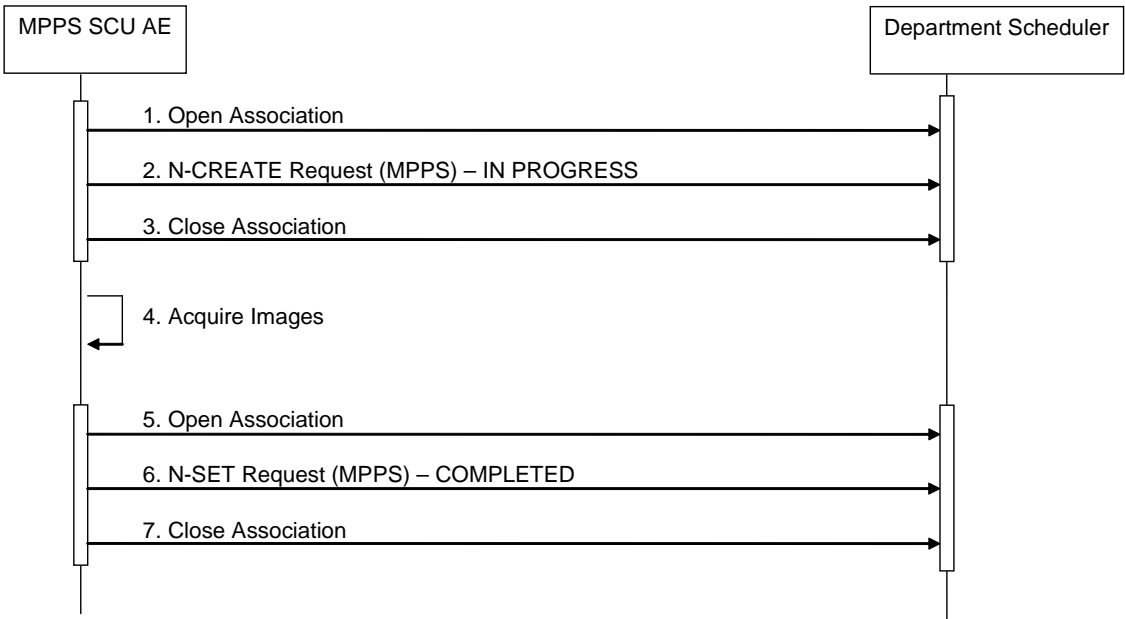 MPPS SCU AE
Department Scheduler
1. Open Association
2. N-CREATE Request (MPPS) – IN PROGRESS
3. Close Association
4. Acquire Images
5. Open Association
6. N-SET Request (MPPS) – COMPLETED
7. Close Association